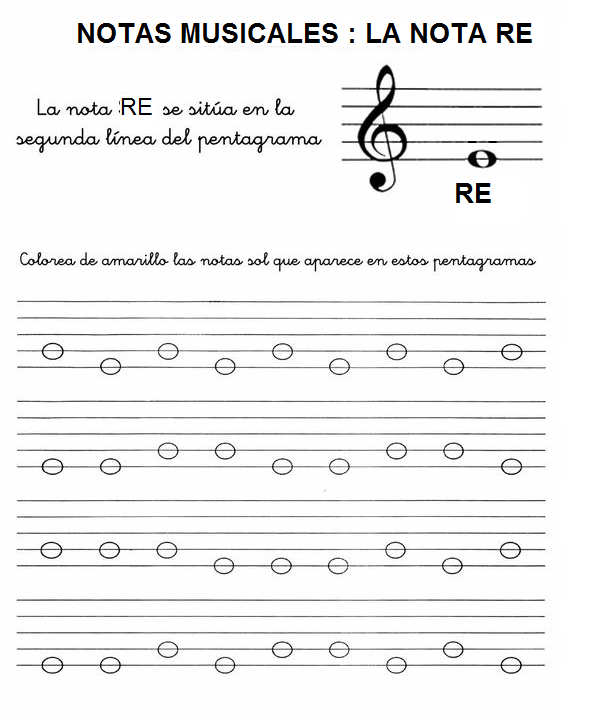 NOTAS MUSICALES : LA NOTA RE
La nota RE se sitúa en la
segunda línea del pentagrama
RE
Colorea de amarillo las notas sol que aparece en estos pentagramas